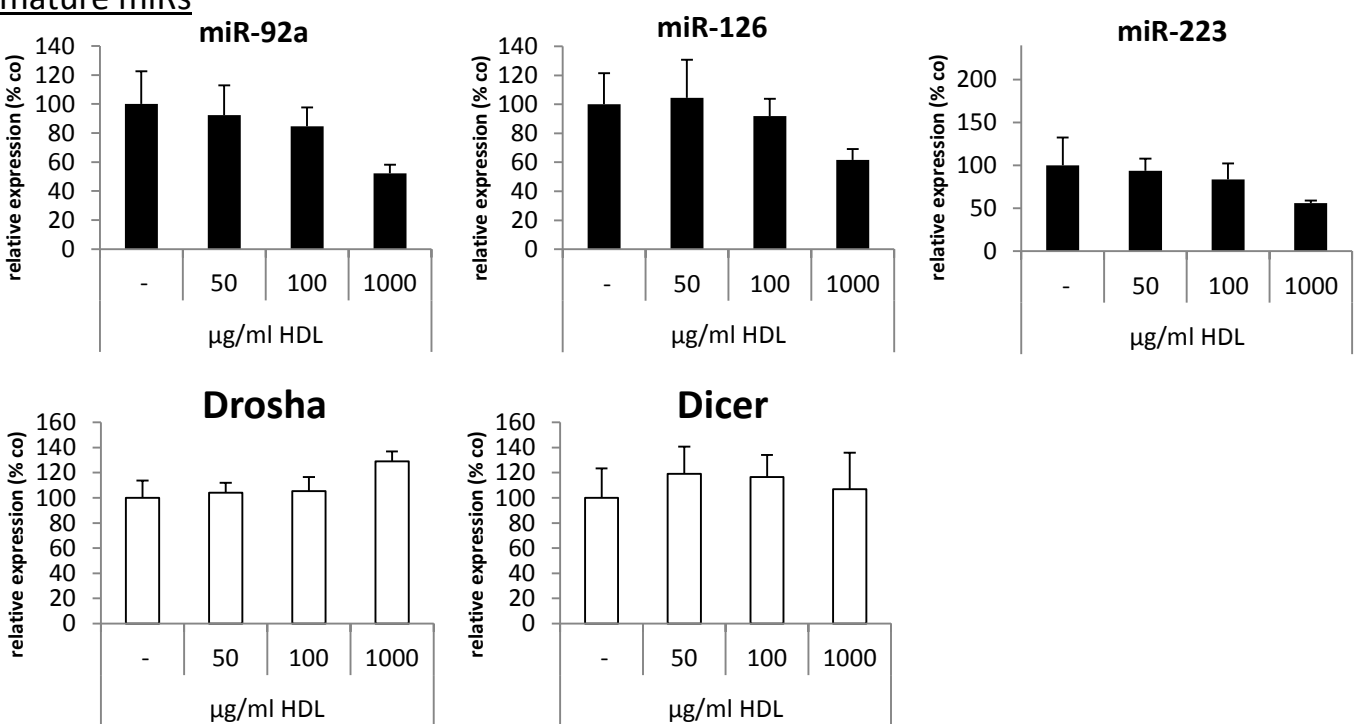 mature miRs
miR-92a
relative expression (% co)
140
120
100
80
60
40
20
0
- 50 100 1000
µg/ml HDL
miR-126
relative expression (% co)
140
120
100
80
60
40
20
0
- 50 100 1000
µg/ml HDL
miR-223
relative expression (% co)
200
150
100
50
0
- 50 100 1000
µg/ml HDL
Drosha
relative expression (% co)
160
140
120
100
80
60
40
20
0
- 50 100 1000
µg/ml HDL
Dicer
relative expression (% co)
160
140
120
100
80
60
40
20
0
- 50 100 1000
µg/ml HDL